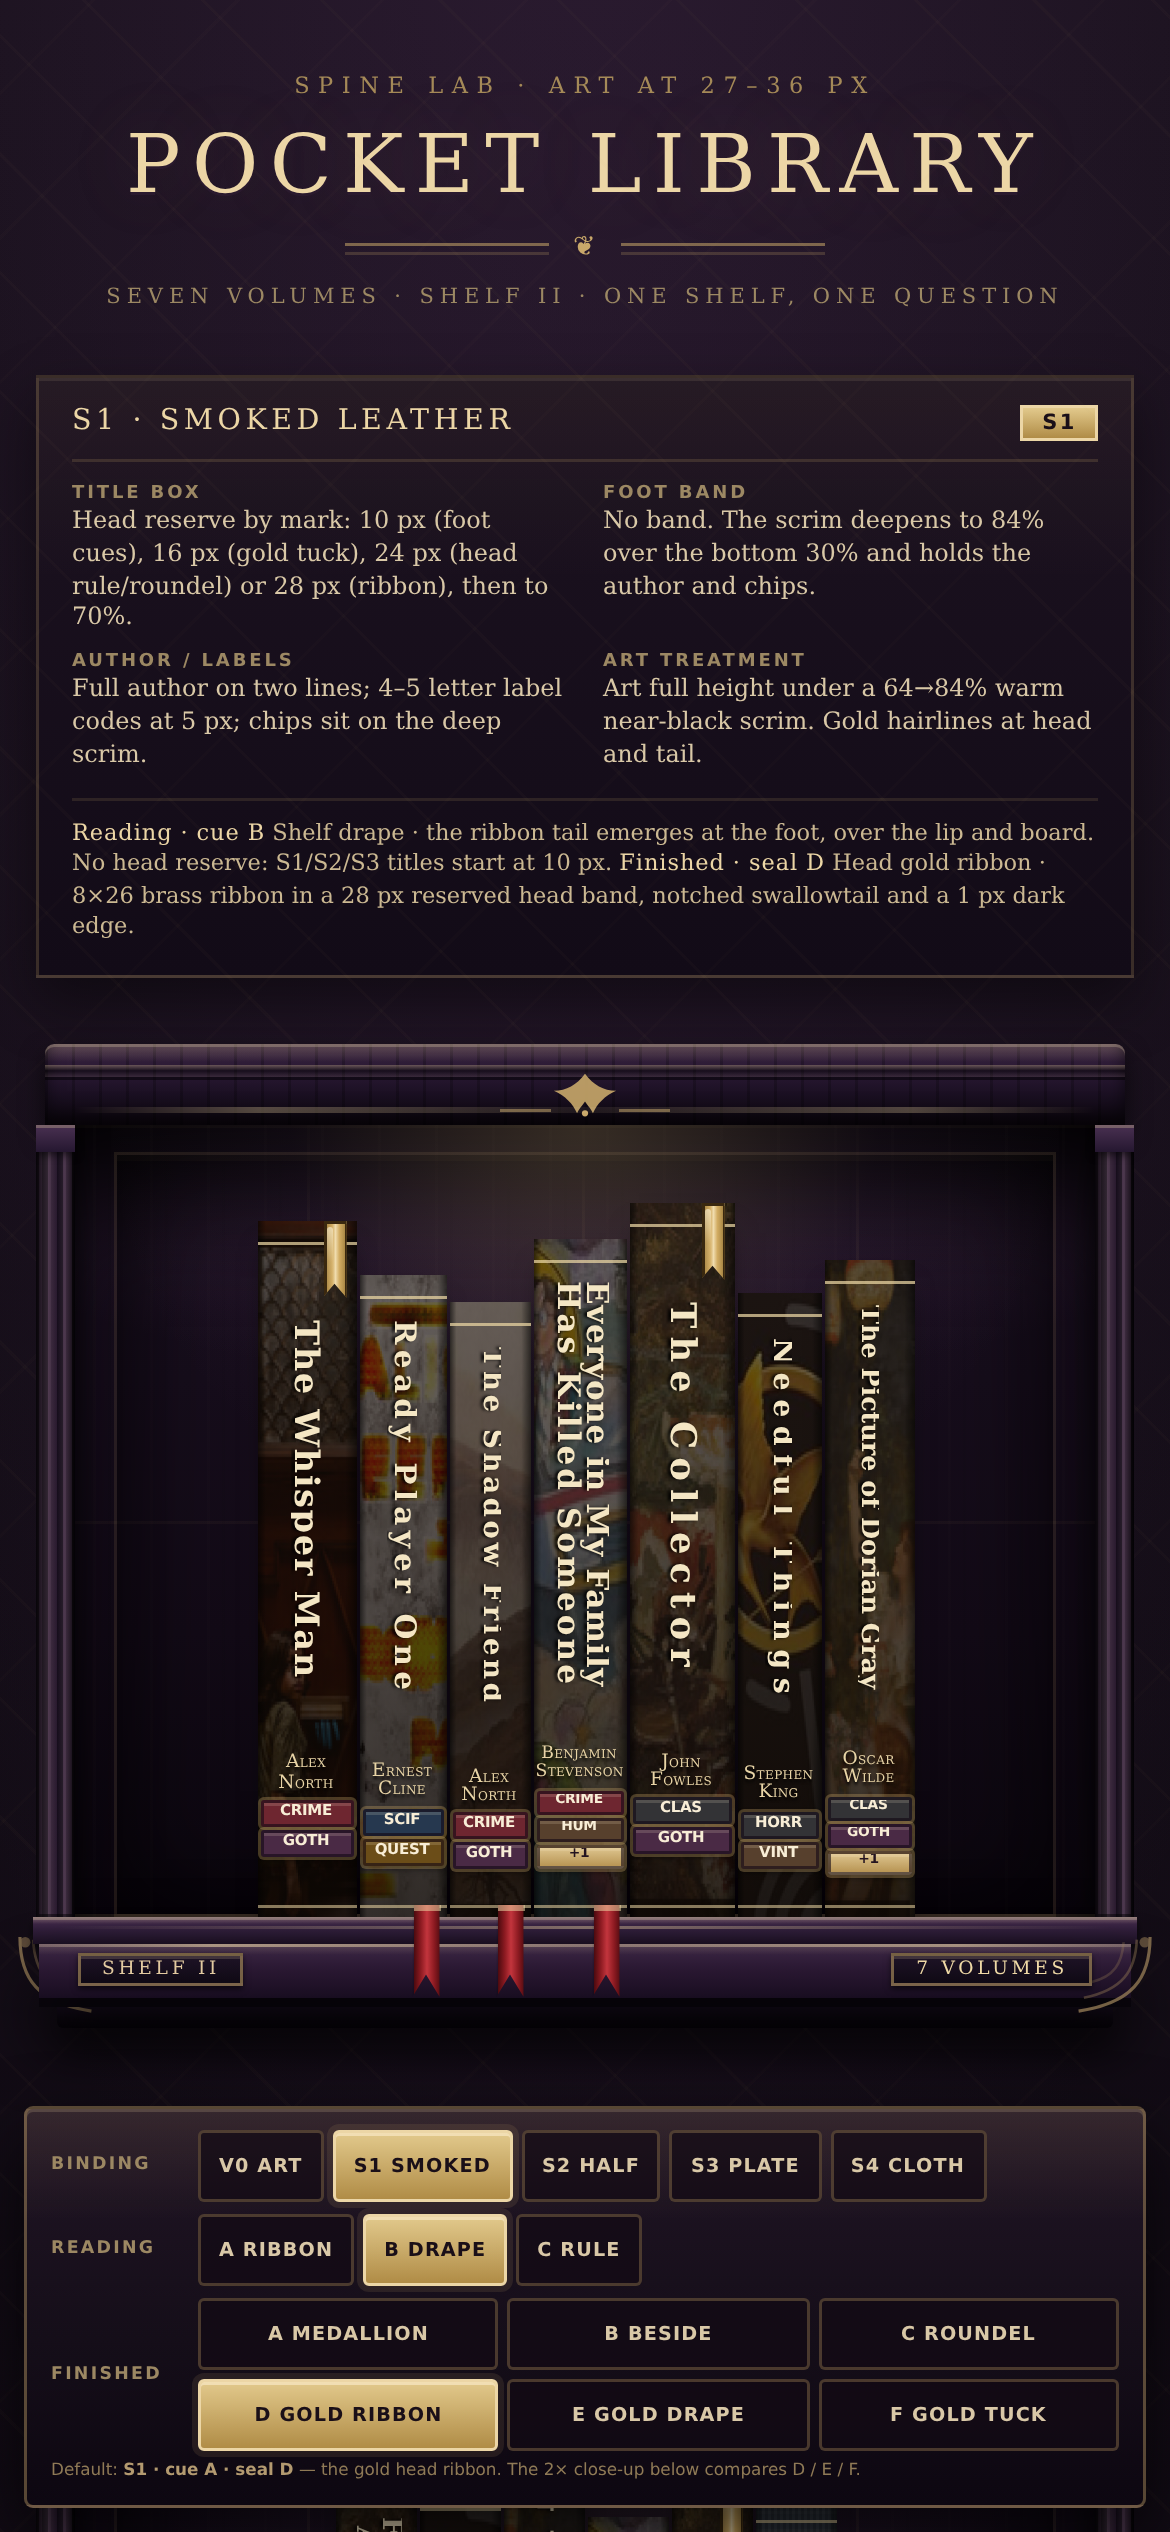 SPINE LAB · ART AT 27–36 PX
POCKET LIBRARY
SEVEN VOLUMES · SHELF II · ONE SHELF, ONE QUESTION
S1 · SMOKED LEATHER
S1
TITLE BOX
Head reserve by mark: 10 px (foot
cues), 16 px (gold tuck), 24 px (head
rule/roundel) or 28 px (ribbon), then to
70%.
FOOT BAND
No band. The scrim deepens to 84%
over the bottom 30% and holds the
author and chips.
AUTHOR / LABELS
Full author on two lines; 4–5 letter label
codes at 5 px; chips sit on the deep
scrim.
ART TREATMENT
Art full height under a 64→84% warm
near-black scrim. Gold hairlines at head
and tail.
Reading · cue B Shelf drape · the ribbon tail emerges at the foot, over the lip and board.
No head reserve: S1/S2/S3 titles start at 10 px. Finished · seal D Head gold ribbon ·
8×26 brass ribbon in a 28 px reserved head band, notched swallowtail and a 1 px dark
edge.
The Whisper Man
Alex
North
CRIME
GOTH
Ready Player One
Ernest
Cline
SCIF
QUEST
The Shadow Friend
Alex
North
CRIME
GOTH
Everyone in My Family
Has Killed Someone
Benjamin
Stevenson
CRIME
HUM
+1
The Collector
John
Fowles
CLAS
GOTH
Needful Things
Stephen
King
HORR
VINT
The Picture of Dorian Gray
Oscar
Wilde
CLAS
GOTH
+1
SHELF II
7 VOLUMES
BINDING
V0 ART
S1 SMOKED
S2 HALF
S3 PLATE
S4 CLOTH
READING
A RIBBON
B DRAPE
C RULE
FINISHED
A MEDALLION
B BESIDE
C ROUNDEL
D GOLD RIBBON
E GOLD DRAPE
F GOLD TUCK
Default: S1 · cue A · seal D — the gold head ribbon. The 2× close-up below compares D / E / F.